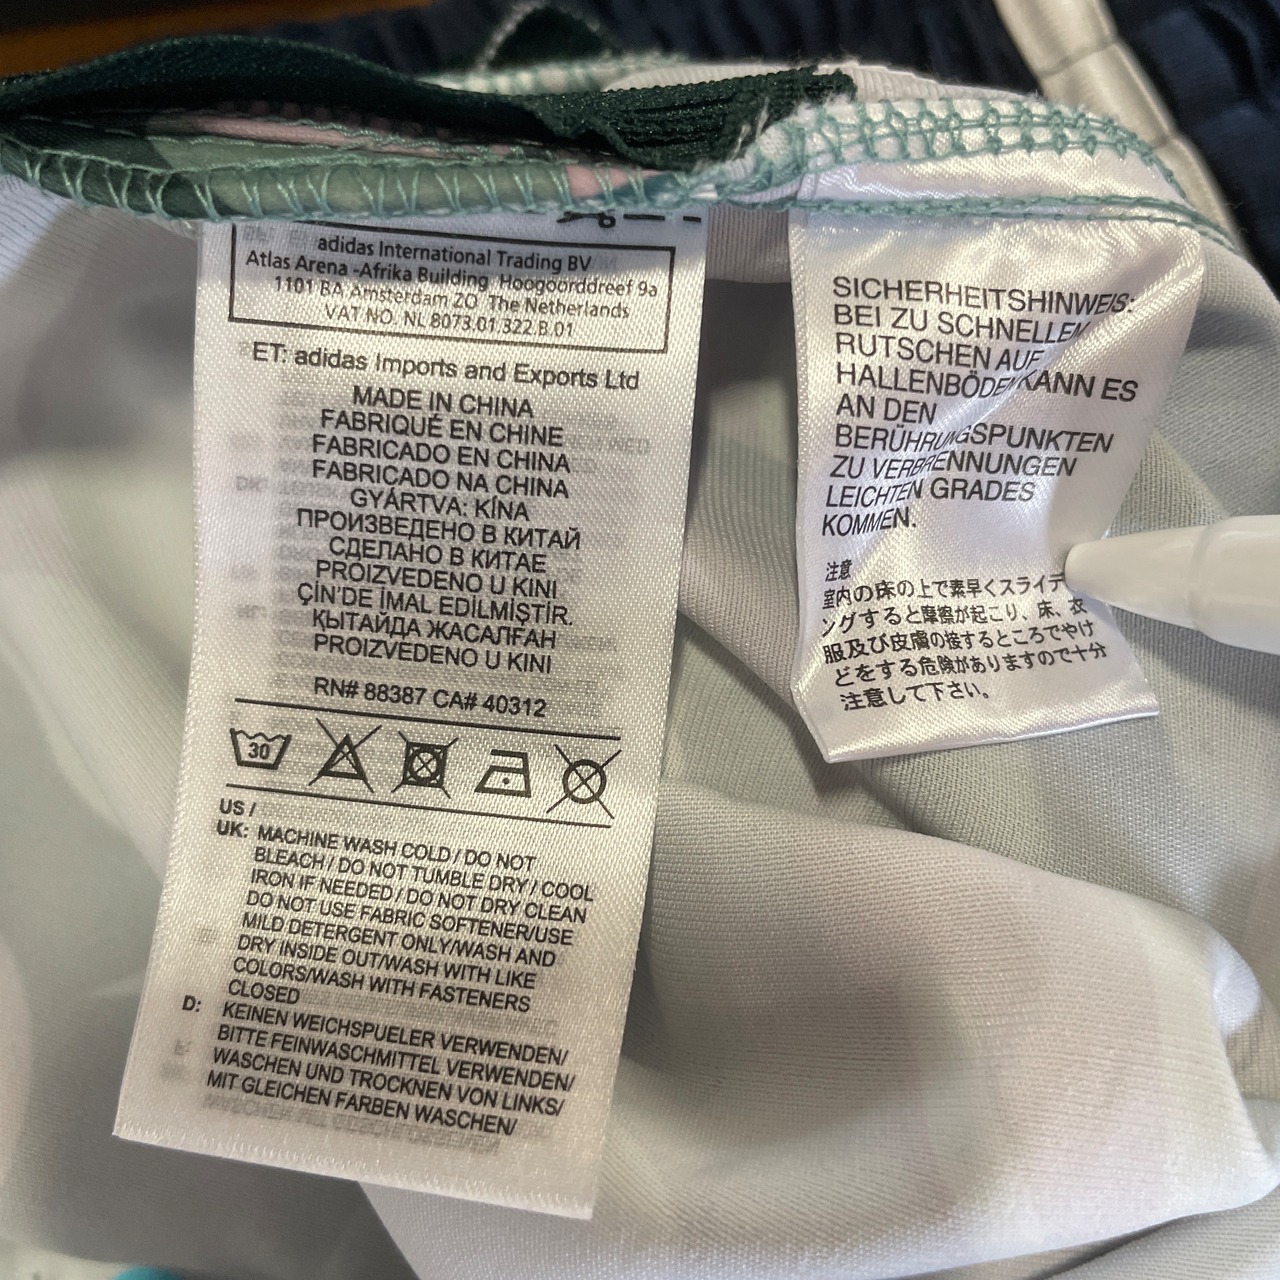 adidas International Trading BV
Atlas Arena -Afrika Building Hoogoorddreef 9a
1101 BA Amsterdam ZO The Netherlands
VAT NO. NL 8073.01.322.B.01
ET: adidas Imports and Exports Ltd
MADE IN CHINA
FABRIQUÉ EN CHINE
FABRICADO EN CHINA
FABRICADO NA CHINA
GYÁRTVA: KÍNA
ПРОИЗВЕДЕНО В КИТАЙ
СДЕЛАНО В КИТАЕ
PROIZVEDENO U KINI
ÇİN'DE İMAL EDİLMİŞTİR.
ҚЫТАЙДА ЖАСАЛҒАН
PROIZVEDENO U KINI
RN# 88387 CA# 40312
30
US /
UK: MACHINE WASH COLD / DO NOT
BLEACH / DO NOT TUMBLE DRY / COOL
IRON IF NEEDED / DO NOT DRY CLEAN
DO NOT USE FABRIC SOFTENER/USE
MILD DETERGENT ONLY/WASH AND
DRY INSIDE OUT/WASH WITH LIKE
COLORS/WASH WITH FASTENERS
CLOSED
D: KEINEN WEICHSPUELER VERWENDEN/
BITTE FEINWASCHMITTEL VERWENDEN/
WASCHEN UND TROCKNEN VON LINKS/
MIT GLEICHEN FARBEN WASCHEN/
SICHERHEITSHINWEIS:
BEI ZU SCHNELLEM
RUTSCHEN AUF
HALLENBÖDEN KANN ES
AN DEN
BERÜHRUNGSPUNKTEN
ZU VERBRENNUNGEN
LEICHTEN GRADES
KOMMEN.
注意
室内の床の上で素早くスライディ
ングすると摩擦が起こり、床、衣
服及び皮膚の接するところでやけ
どをする危険がありますので十分
注意して下さい。